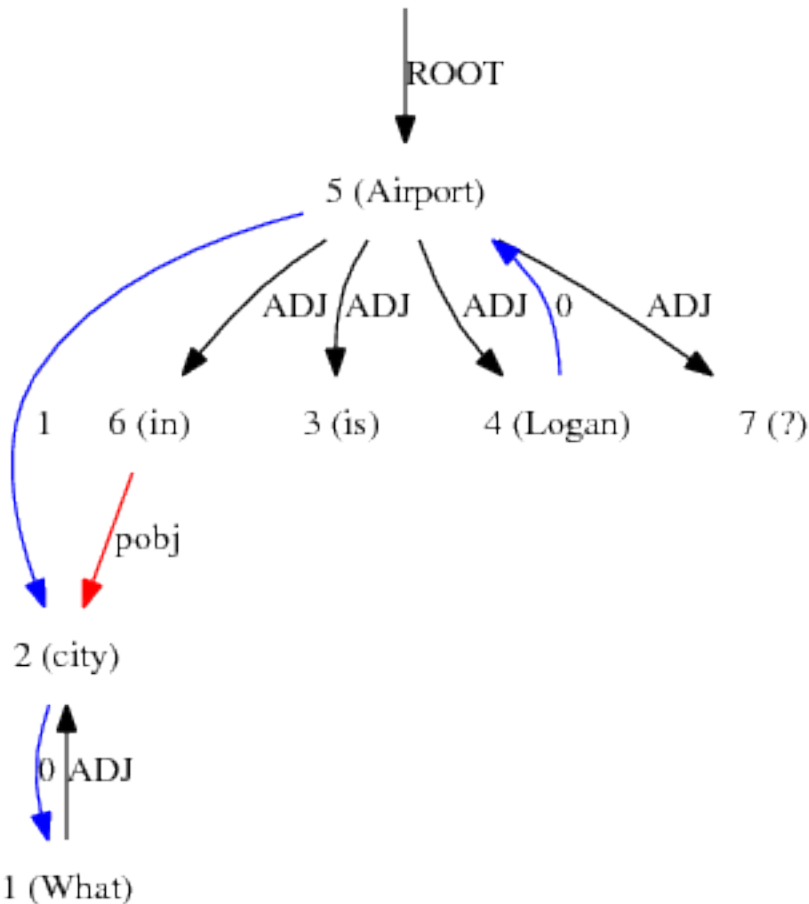 ROOT
5 (Airport)
ADJ ADJ ADJ 0 ADJ
1 6 (in) 3 (is) 4 (Logan) 7 (?)
pobj
2 (city)
0 ADJ
1 (What)